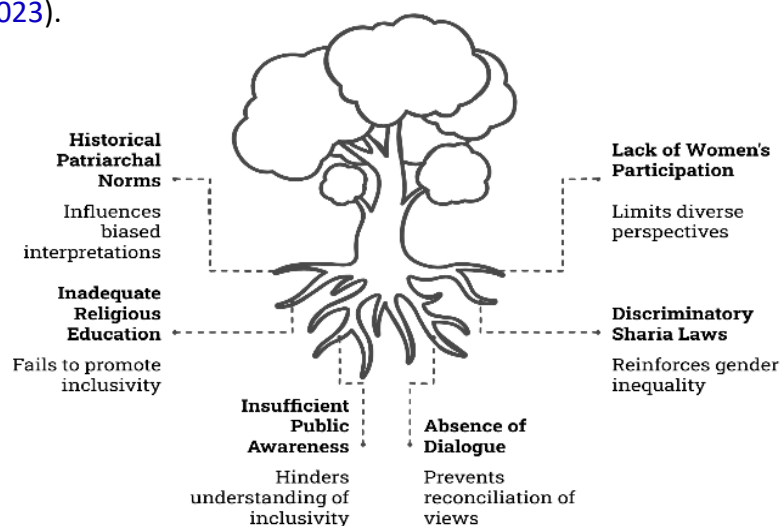 023).
Historical
Patriarchal
Norms
Influences
biased
interpretations
Lack of Women's
Participation
Limits diverse
perspectives
Inadequate
Religious
Education
Fails to promote
inclusivity
Discriminatory
Sharia Laws
Reinforces gender
inequality
Insufficient
Public
Awareness
Hinders
understanding of
inclusivity
Absence of
Dialogue
Prevents
reconciliation of
views